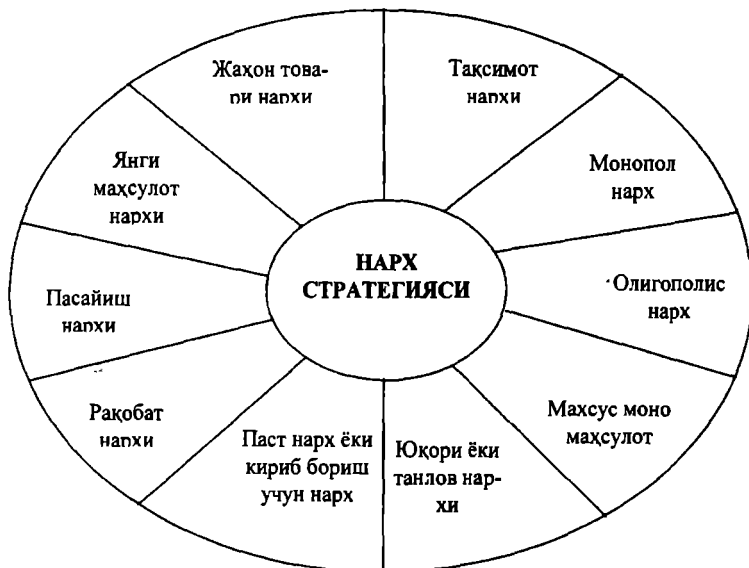 Жаҳон това-
ри нархи
Тақсимот
нархи
Монопол
нарх
Олигополис
нарх
Махсус моно
маҳсулот
Юқори ёки
танлов нар-
хи
Паст нарх ёки
кириб бориш
учун нарх
Рақобат
нархи
Пасайиш
нархи
Янги
маҳсулот
нархи
НАРХ
СТРАТЕГИЯСИ